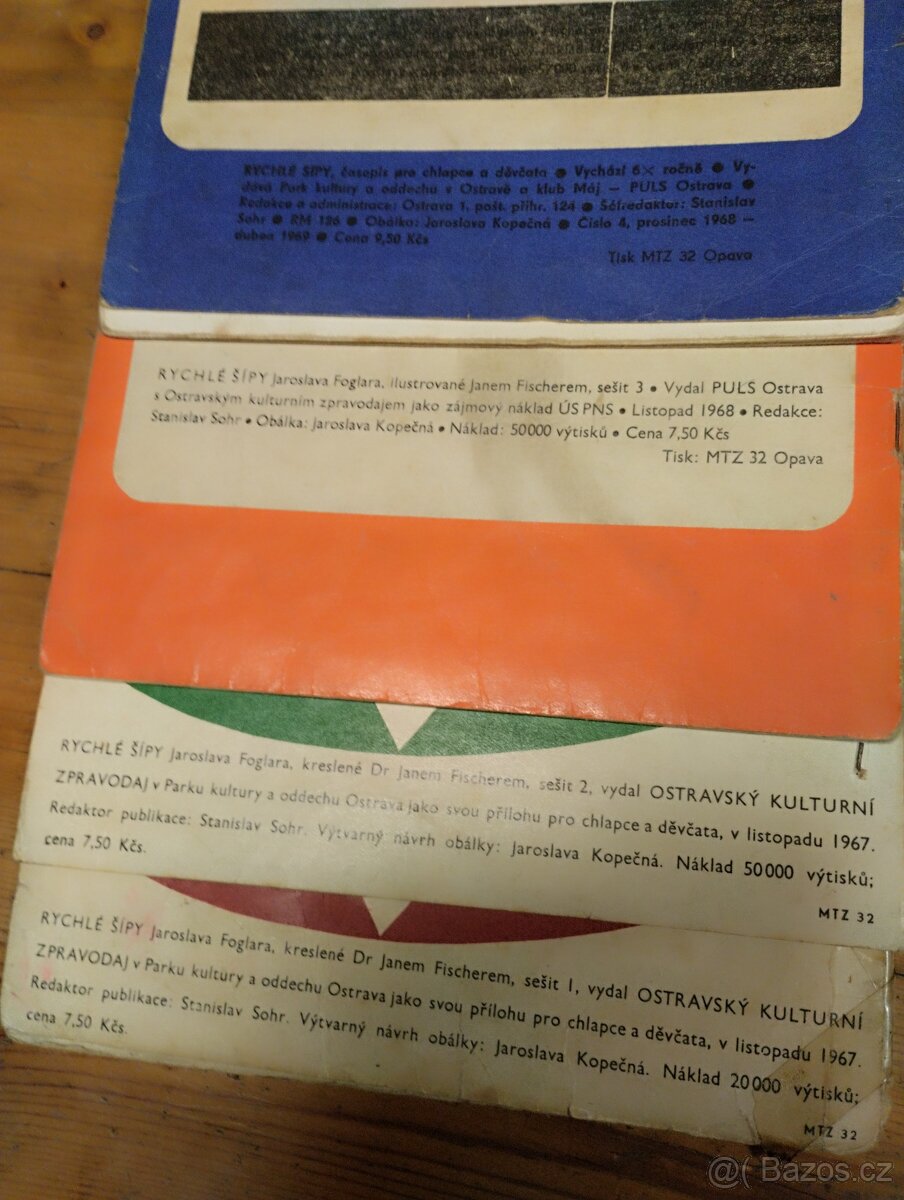 RYCHLÉ ŠÍPY, časopis pro chlapce a děvčata • Vychází 6× ročně • Vy-
dává Park kultury a oddechu v Ostravě a klub Máj – PULS Ostrava •
Redakce a administrace: Ostrava 1, pošt. přihr. 124 • Šéfredaktor: Stanislav
Sohr • RM 126 • Obálka: Jaroslava Kopečná • Číslo 4, prosinec 1968 –
duben 1969 • Cena 9,50 Kčs
Tisk MTZ 32 Opava
RYCHLÉ ŠÍPY Jaroslava Foglara, ilustrované Janem Fischerem, sešit 3 • Vydal PULS Ostrava
s Ostravským kulturním zpravodajem jako zájmový náklad ÚS PNS • Listopad 1968 • Redakce:
Stanislav Sohr • Obálka: Jaroslava Kopečná • Náklad: 50000 výtisků • Cena 7,50 Kčs
Tisk: MTZ 32 Opava
RYCHLÉ ŠÍPY Jaroslava Foglara, kreslené Dr Janem Fischerem, sešit 2, vydal OSTRAVSKÝ KULTURNÍ
ZPRAVODAJ v Parku kultury a oddechu Ostrava jako svou přílohu pro chlapce a děvčata, v listopadu 1967.
Redaktor publikace: Stanislav Sohr. Výtvarný návrh obálky: Jaroslava Kopečná. Náklad 50000 výtisků;
cena 7,50 Kčs.
MTZ 32
RYCHLÉ ŠÍPY Jaroslava Foglara, kreslené Dr Janem Fischerem, sešit 1, vydal OSTRAVSKÝ KULTURNÍ
ZPRAVODAJ v Parku kultury a oddechu Ostrava jako svou přílohu pro chlapce a děvčata, v listopadu 1967.
Redaktor publikace: Stanislav Sohr. Výtvarný návrh obálky: Jaroslava Kopečná. Náklad 20000 výtisků;
cena 7,50 Kčs.
MTZ 32
@( Bazos.cz